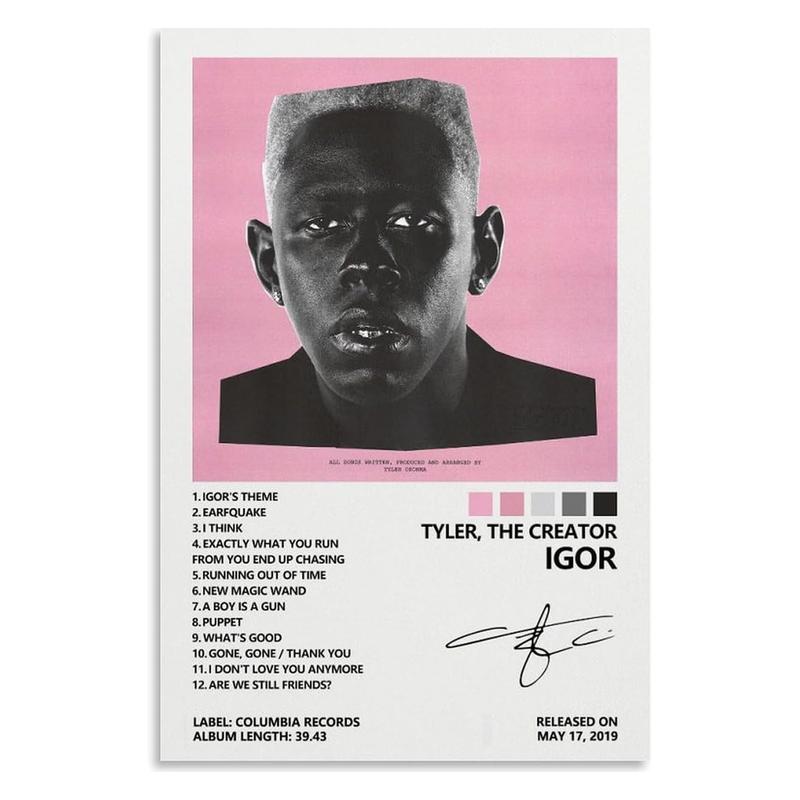 ALL SONGS WRITTEN, PRODUCED AND ARRANGED BY
TYLER OKONMA
1. IGOR'S THEME
2. EARFQUAKE
3. I THINK
4. EXACTLY WHAT YOU RUN
FROM YOU END UP CHASING
5. RUNNING OUT OF TIME
6. NEW MAGIC WAND
7. A BOY IS A GUN
8. PUPPET
9. WHAT'S GOOD
10. GONE, GONE / THANK YOU
11. I DON'T LOVE YOU ANYMORE
12. ARE WE STILL FRIENDS?
TYLER, THE CREATOR
IGOR
LABEL: COLUMBIA RECORDS
ALBUM LENGTH: 39.43
RELEASED ON
MAY 17, 2019